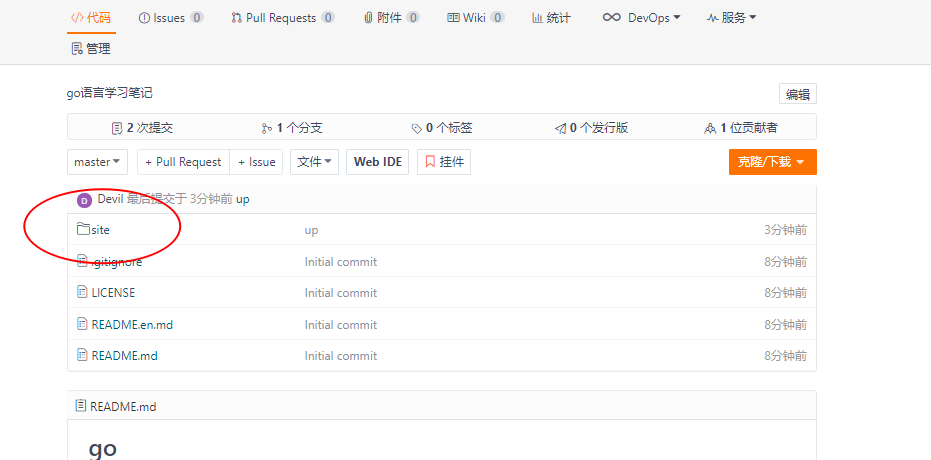 代码 Issues 0 Pull Requests 0 附件 0 Wiki 0 统计 DevOps 服务
管理
go语言学习笔记 编辑
2 次提交 1 个分支 0 个标签 0 个发行版 1 位贡献者
master + Pull Request + Issue 文件 Web IDE 挂件 克隆/下载
D Devil 最后提交于 3分钟前 up
site up 3分钟前
.gitignore Initial commit 8分钟前
LICENSE Initial commit 8分钟前
README.en.md Initial commit 8分钟前
README.md Initial commit 8分钟前
README.md
go